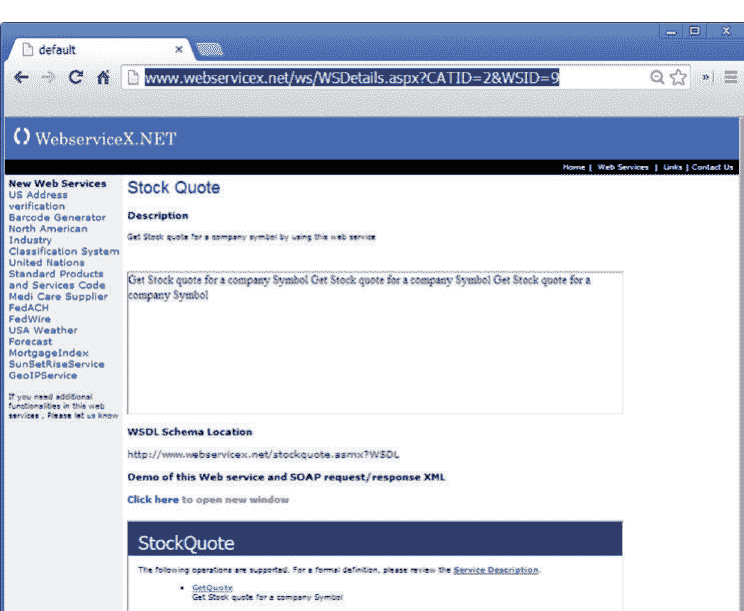 default
www.webservicex.net/ws/WSDetails.aspx?CATID=2&WSID=9
WebserviceX.NET
Home | Web Services | Links | Contact Us
New Web Services
US Address
verification
Barcode Generator
North American
Industry
Classification System
United Nations
Standard Products
and Services Code
Medi Care Supplier
FedACH
FedWire
USA Weather
Forecast
MortgageIndex
SunSetRiseService
GeoIPService
If you need additional
functionalities in this web
services , Please let us know
Stock Quote
Description
Get Stock quote for a company symbol by using this web service
Get Stock quote for a company Symbol Get Stock quote for a company Symbol Get Stock quote for a
company Symbol
WSDL Schema Location
http://www.webservicex.net/stockquote.asmx?WSDL
Demo of this Web service and SOAP request/response XML
Click here to open new window
StockQuote
The following operations are supported. For a formal definition, please review the Service Description.
• GetQuote
Get Stock quote for a company Symbol